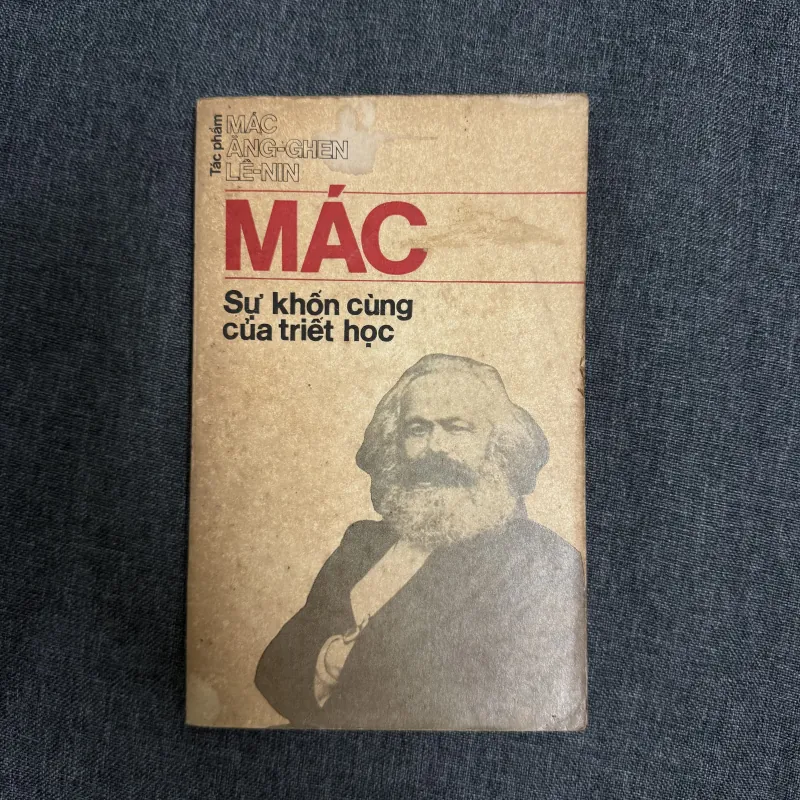 Tác phẩm
MÁC
ĂNG-GHEN
LÊ-NIN
MÁC
Sự khốn cùng
của triết học